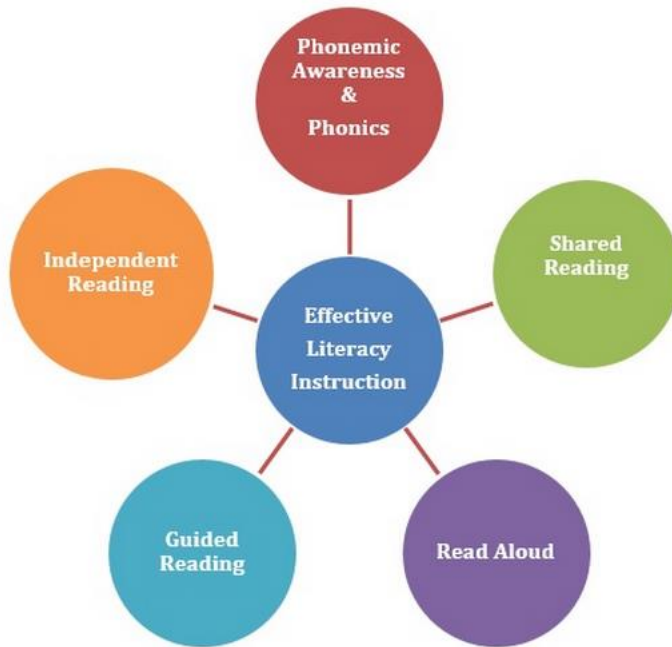 Phonemic
Awareness
&
Phonics
Shared
Reading
Read Aloud
Guided
Reading
Independent
Reading
Effective
Literacy
Instruction